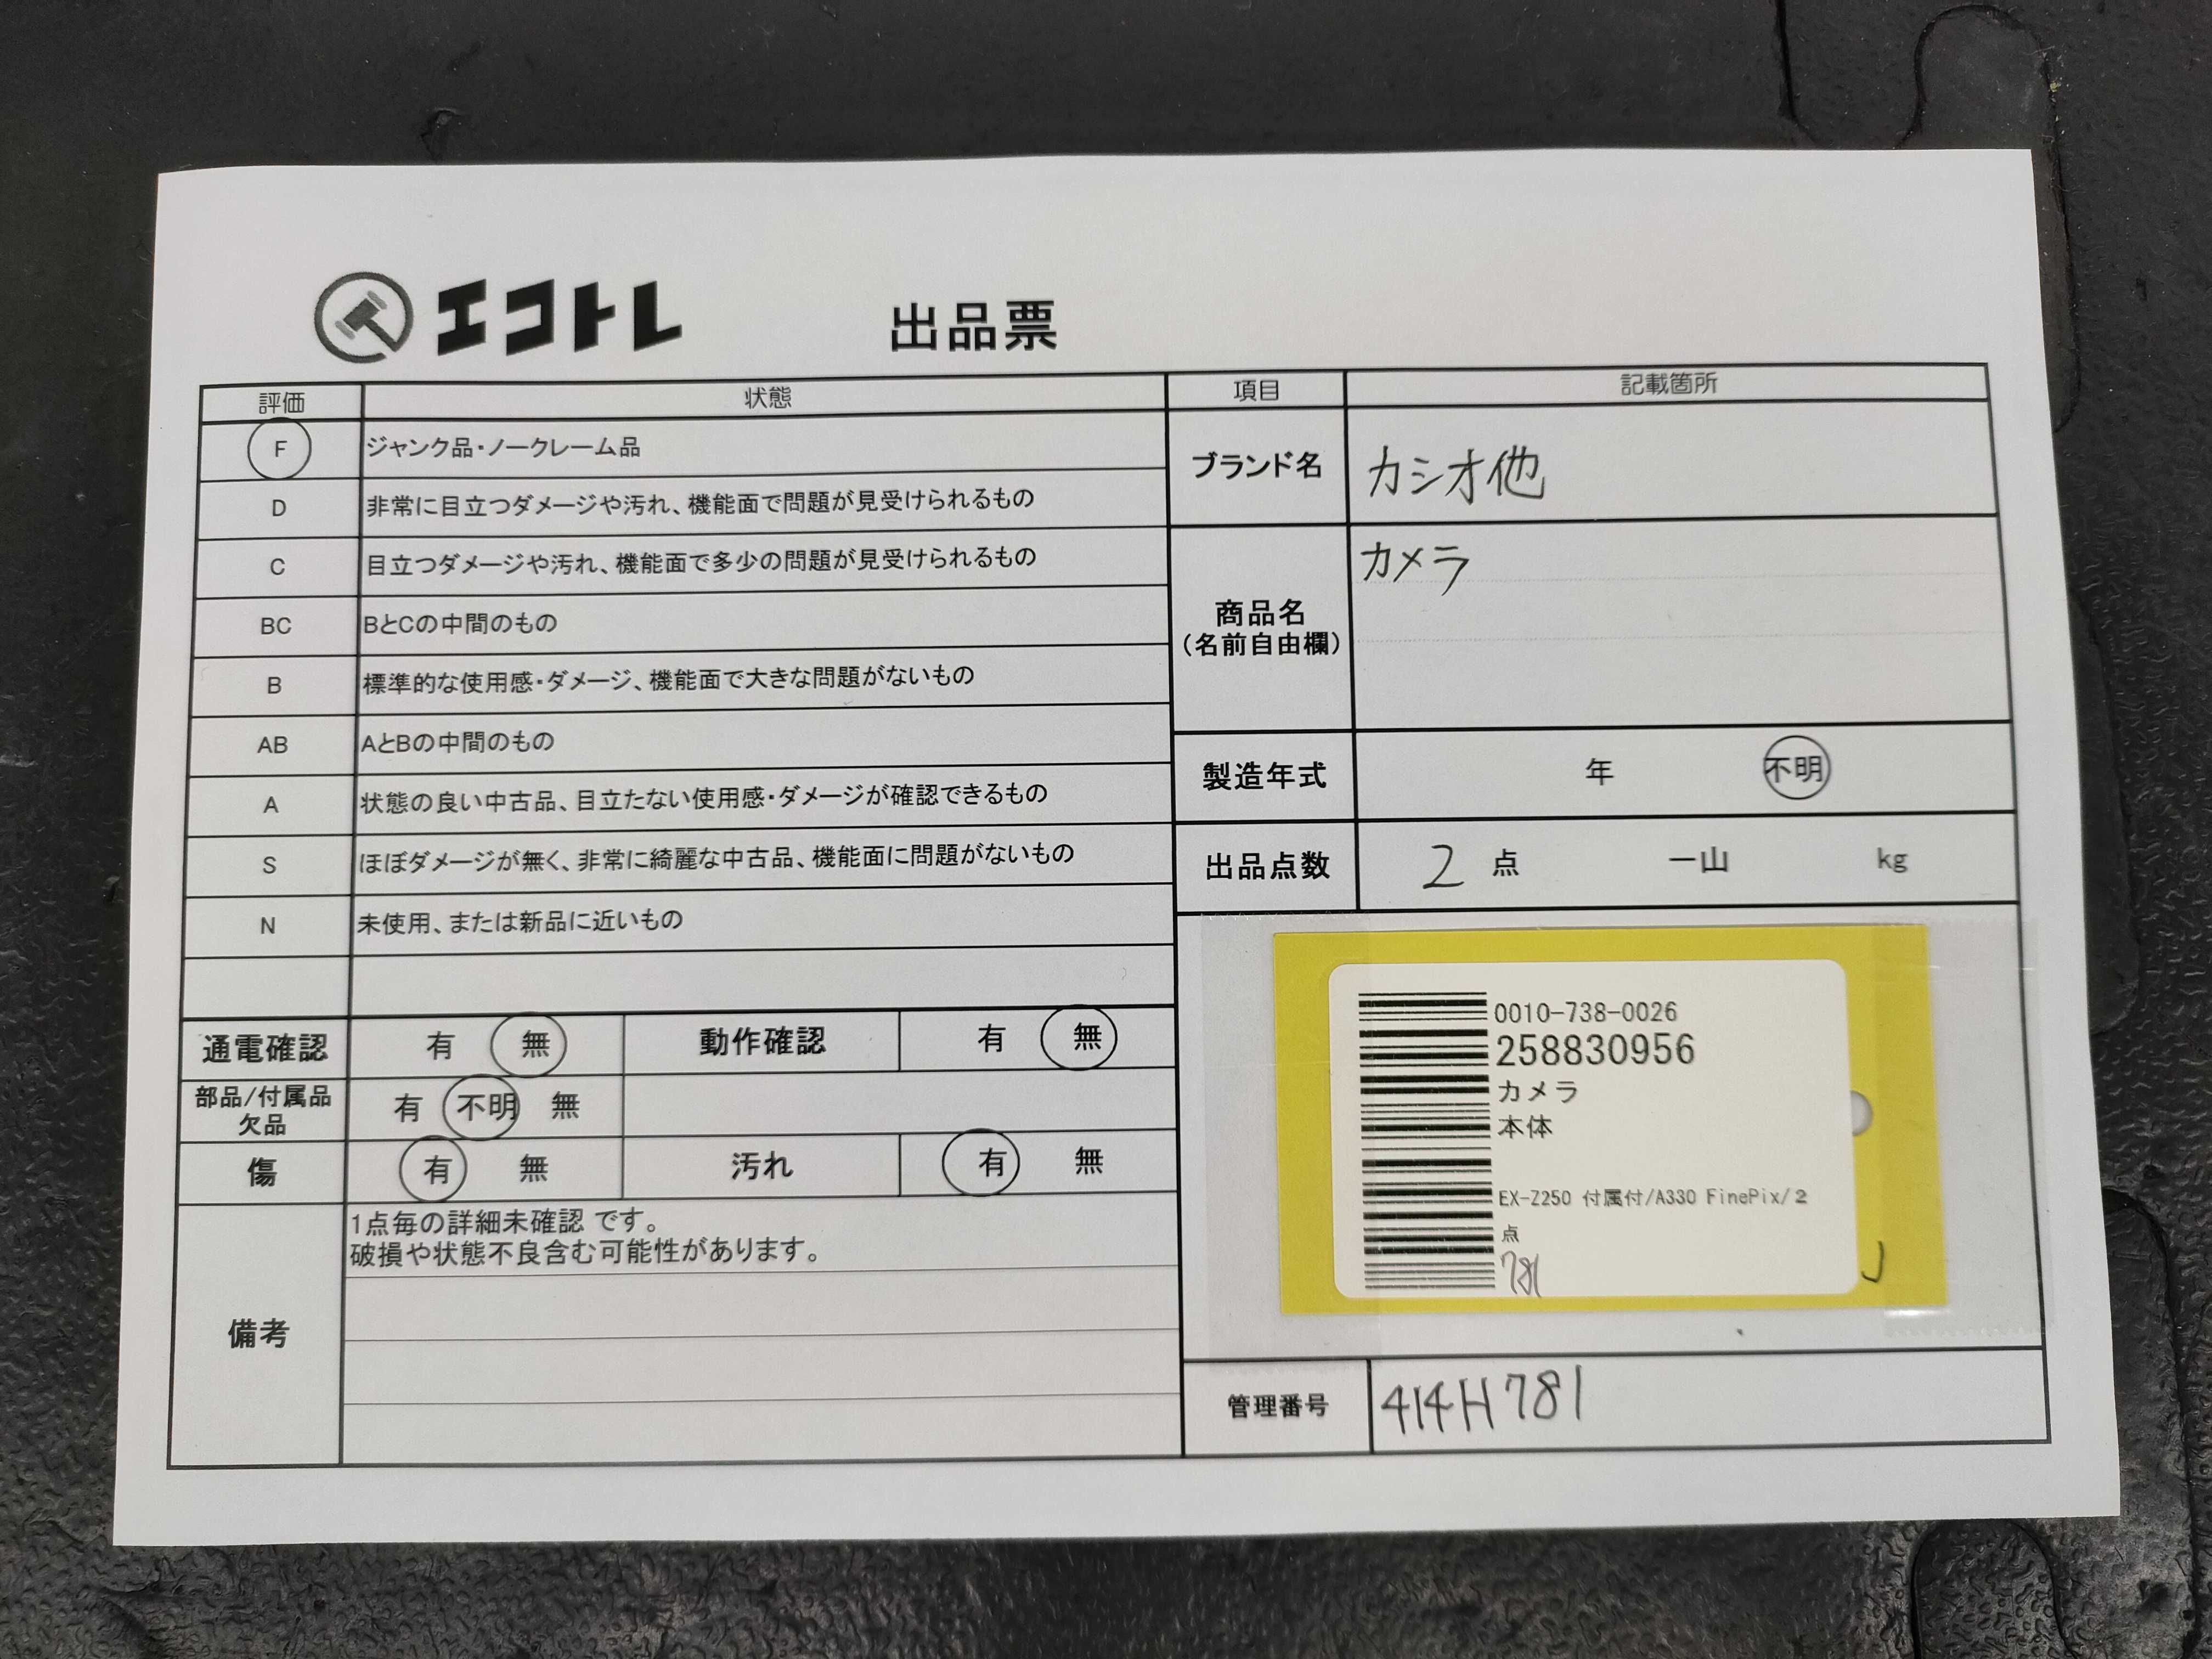 エコトレ
出品票
評価 状態
F ジャンク品・ノークレーム品
D 非常に目立つダメージや汚れ、機能面で問題が見受けられるもの
C 目立つダメージや汚れ、機能面で多少の問題が見受けられるもの
BC BとCの中間のもの
B 標準的な使用感・ダメージ、機能面で大きな問題がないもの
AB AとBの中間のもの
A 状態の良い中古品、目立たない使用感・ダメージが確認できるもの
S ほぼダメージが無く、非常に綺麗な中古品、機能面に問題がないもの
N 未使用、または新品に近いもの
通電確認 有 無 動作確認 有 無
部品/付属品
欠品
有 不明 無
傷 有 無 汚れ 有 無
備考
1点毎の詳細未確認 です。
破損や状態不良含む可能性があります。
項目 記載箇所
ブランド名 カシオ他
商品名
(名前自由欄)
カメラ
製造年式 年 不明
出品点数 2 点 一山 kg
0010-738-0026
258830956
カメラ
本体
EX-Z250 付属付/A330 FinePix/2
点
781
J
管理番号 414H781